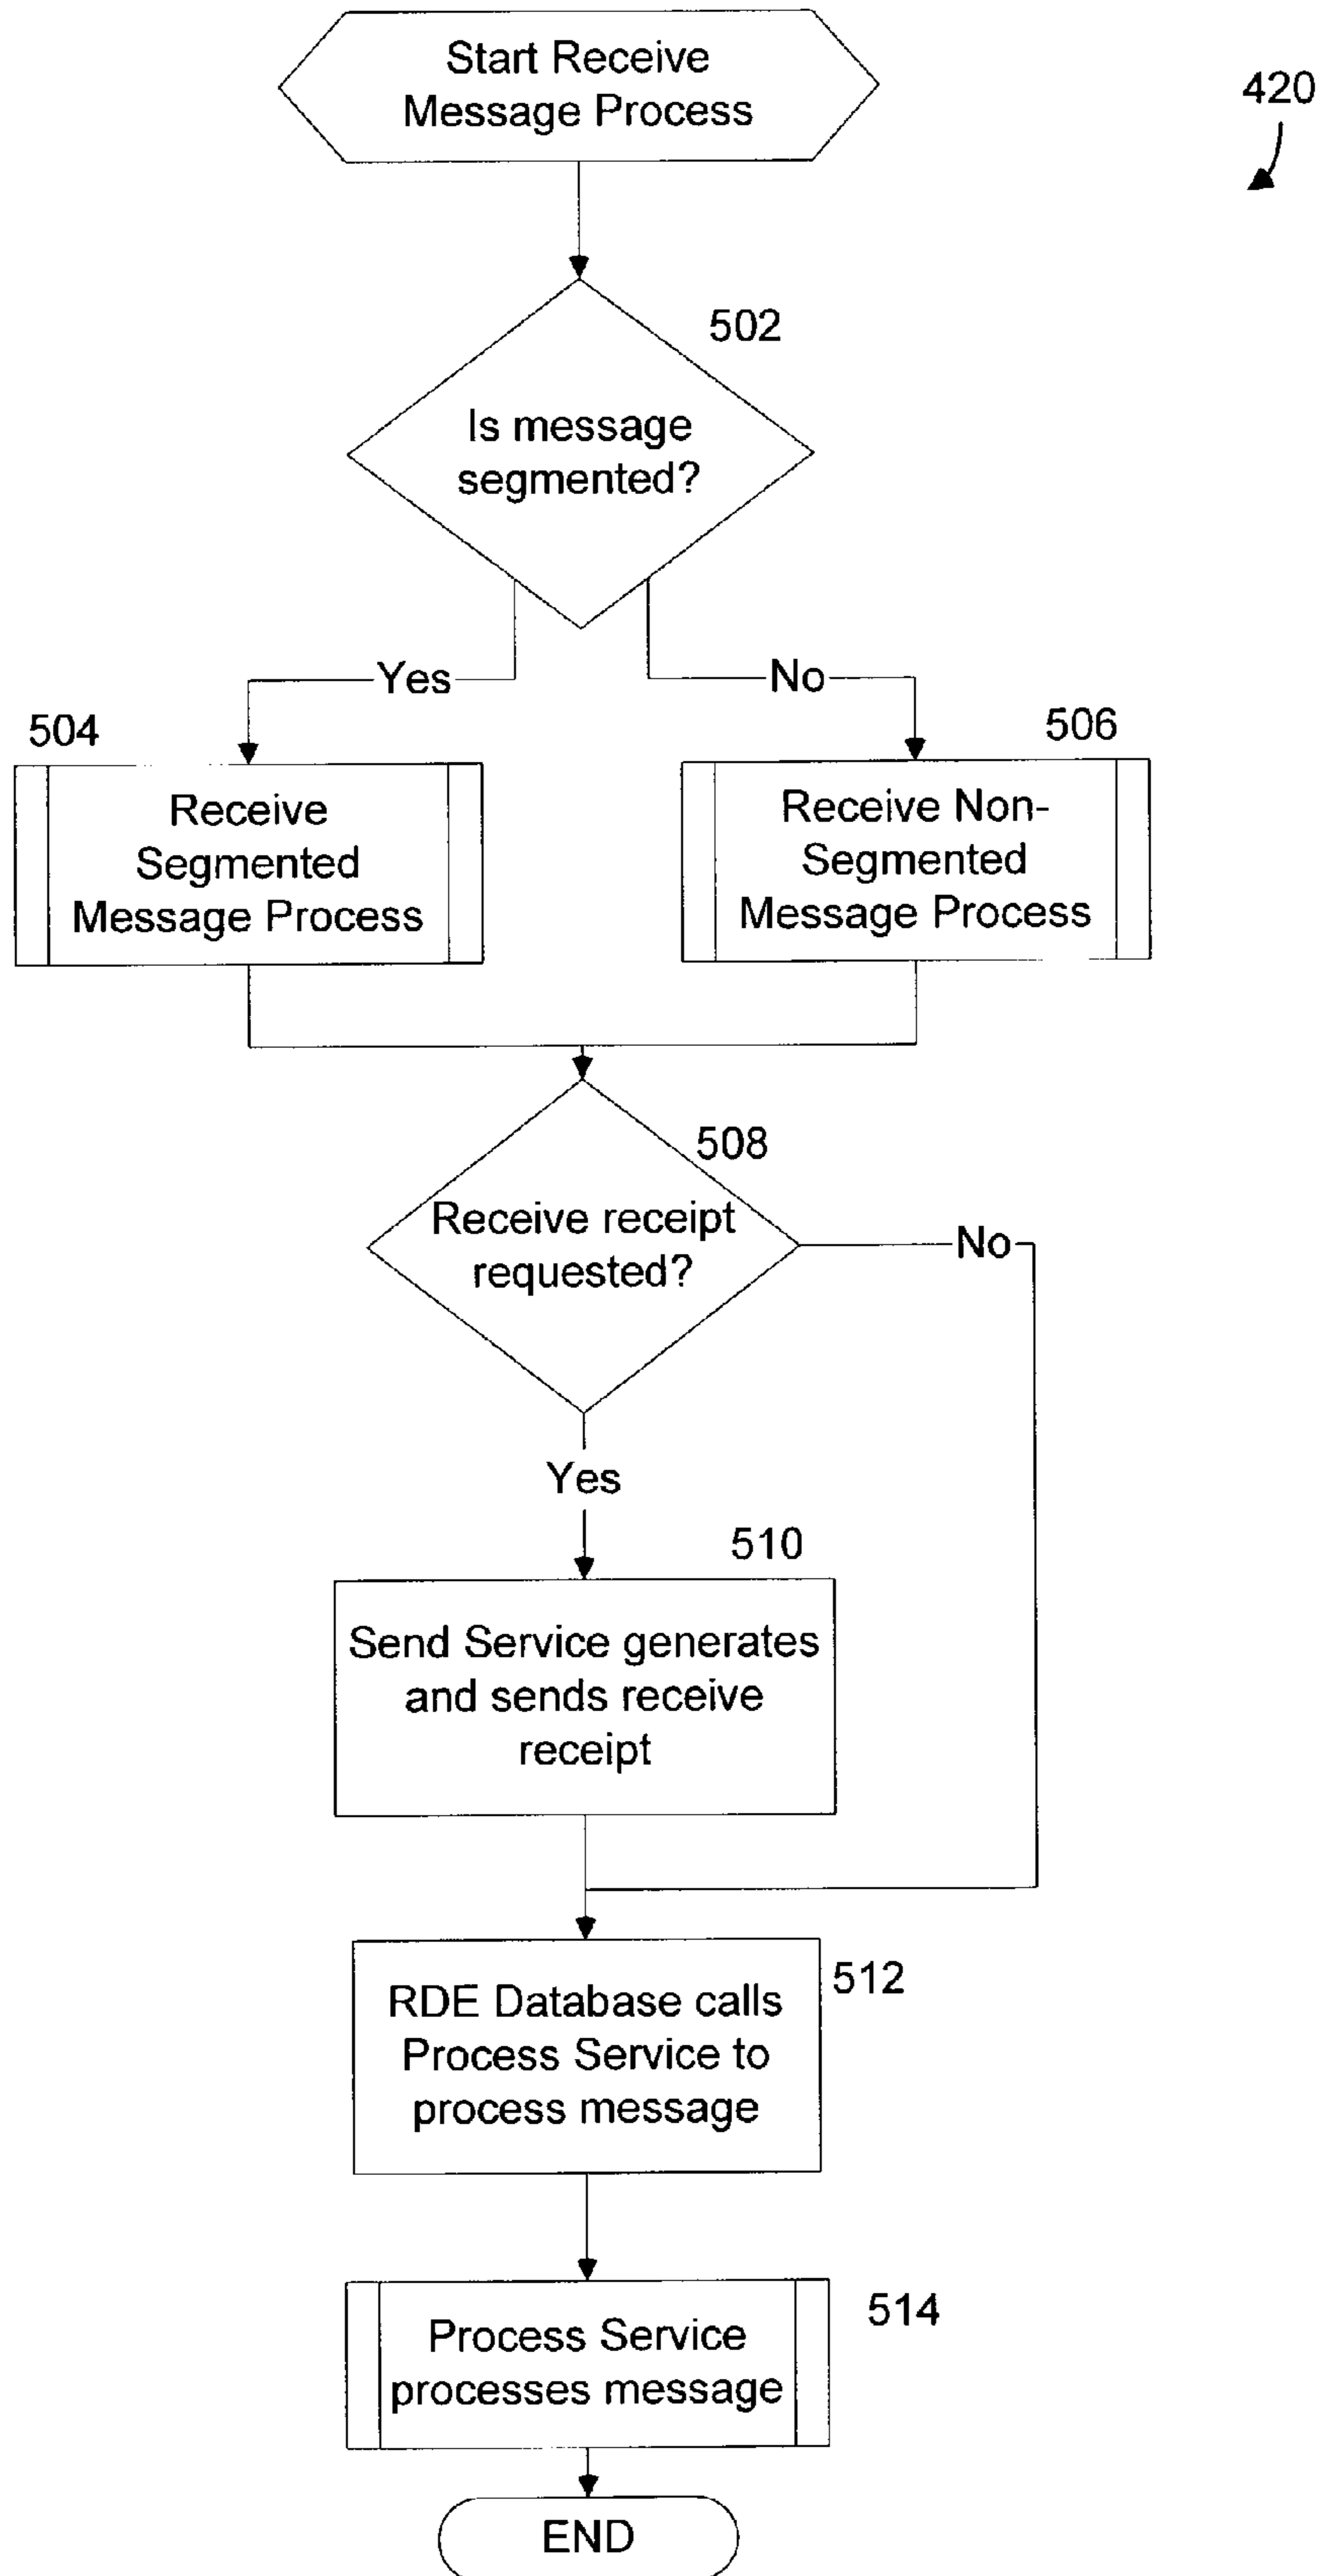 Start Receive
Message Process
420
502
Is message
segmented?
Yes
No
504
506
Receive
Segmented
Message Process
Receive Non-
Segmented
Message Process
508
Receive receipt
requested?
No
Yes
510
Send Service generates
and sends receive
receipt
512
RDE Database calls
Process Service to
process message
514
Process Service
processes message
END